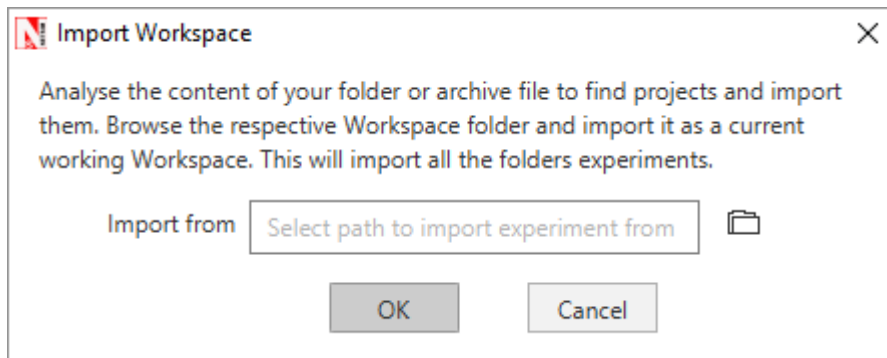 Import Workspace
Analyse the content of your folder or archive file to find projects and import
them. Browse the respective Workspace folder and import it as a current
working Workspace. This will import all the folders experiments.
Import from Select path to import experiment from
OK Cancel